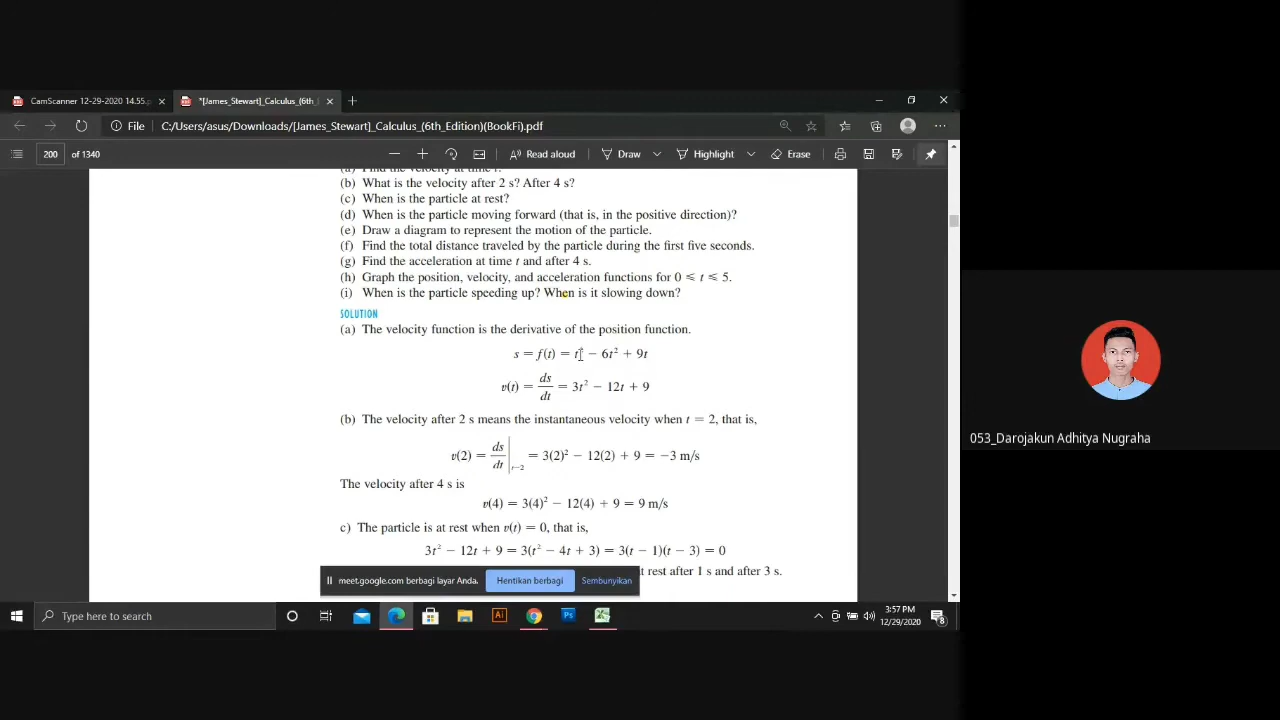 CamScanner 12-29-2020 14.55.p
*[James_Stewart]_Calculus_(6th_
File C:/Users/asus/Downloads/[James_Stewart]_Calculus_(6th_Edition)(BookFi).pdf
200 of 1340 Read aloud Draw Highlight Erase
(a) Find the velocity at time t.
(b) What is the velocity after 2 s? After 4 s?
(c) When is the particle at rest?
(d) When is the particle moving forward (that is, in the positive direction)?
(e) Draw a diagram to represent the motion of the particle.
(f) Find the total distance traveled by the particle during the first five seconds.
(g) Find the acceleration at time t and after 4 s.
(h) Graph the position, velocity, and acceleration functions for 0 ≤ t ≤ 5.
(i) When is the particle speeding up? When is it slowing down?
SOLUTION
(a) The velocity function is the derivative of the position function.
s = f(t) = t³ − 6t² + 9t
v(t) = ds/dt = 3t² − 12t + 9
(b) The velocity after 2 s means the instantaneous velocity when t = 2, that is,
v(2) = ds/dt |t=2 = 3(2)² − 12(2) + 9 = −3 m/s
The velocity after 4 s is
v(4) = 3(4)² − 12(4) + 9 = 9 m/s
c) The particle is at rest when v(t) = 0, that is,
3t² − 12t + 9 = 3(t² − 4t + 3) = 3(t − 1)(t − 3) = 0
t rest after 1 s and after 3 s.
meet.google.com berbagi layar Anda. Hentikan berbagi Sembunyikan
Type here to search
Ai
Ps
3:57 PM
12/29/2020
8
053_Darojakun Adhitya Nugraha